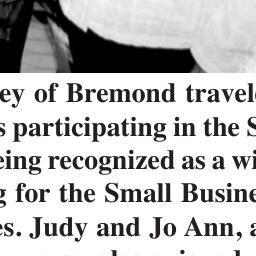 ey of Bremond travel
s participating in the S
eing recognized as a wi
g for the Small Busine
es. Judy and Jo Ann, a